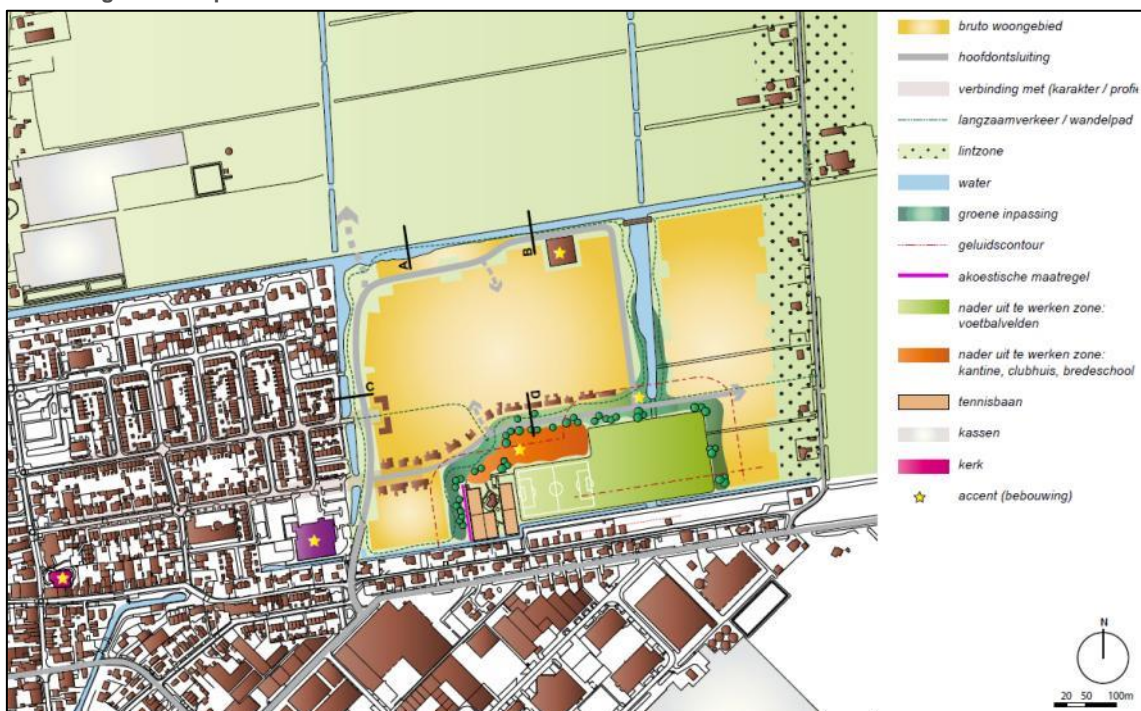 bruto woongebied
hoofdontsluiting
verbinding met (karakter / profie
langzaamverkeer / wandelpad
lintzone
water
groene inpassing
geluidscontour
akoestische maatregel
nader uit te werken zone:
voetbalvelden
nader uit te werken zone:
kantine, clubhuis, bredeschool
tennisbaan
kassen
kerk
accent (bebouwing)
A
B
C
D
N
20 50 100m